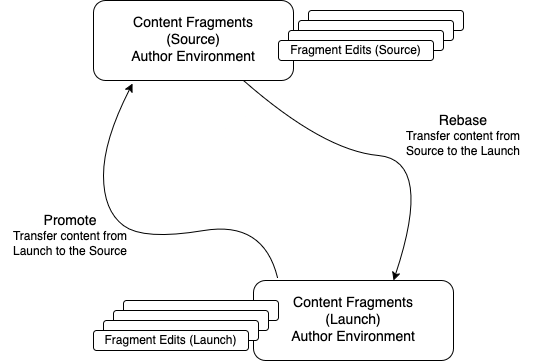 Content Fragments
(Source)
Author Environment
Fragment Edits (Source)
Rebase
Transfer content from
Source to the Launch
Promote
Transfer content from
Launch to the Source
Content Fragments
(Launch)
Author Environment
Fragment Edits (Launch)